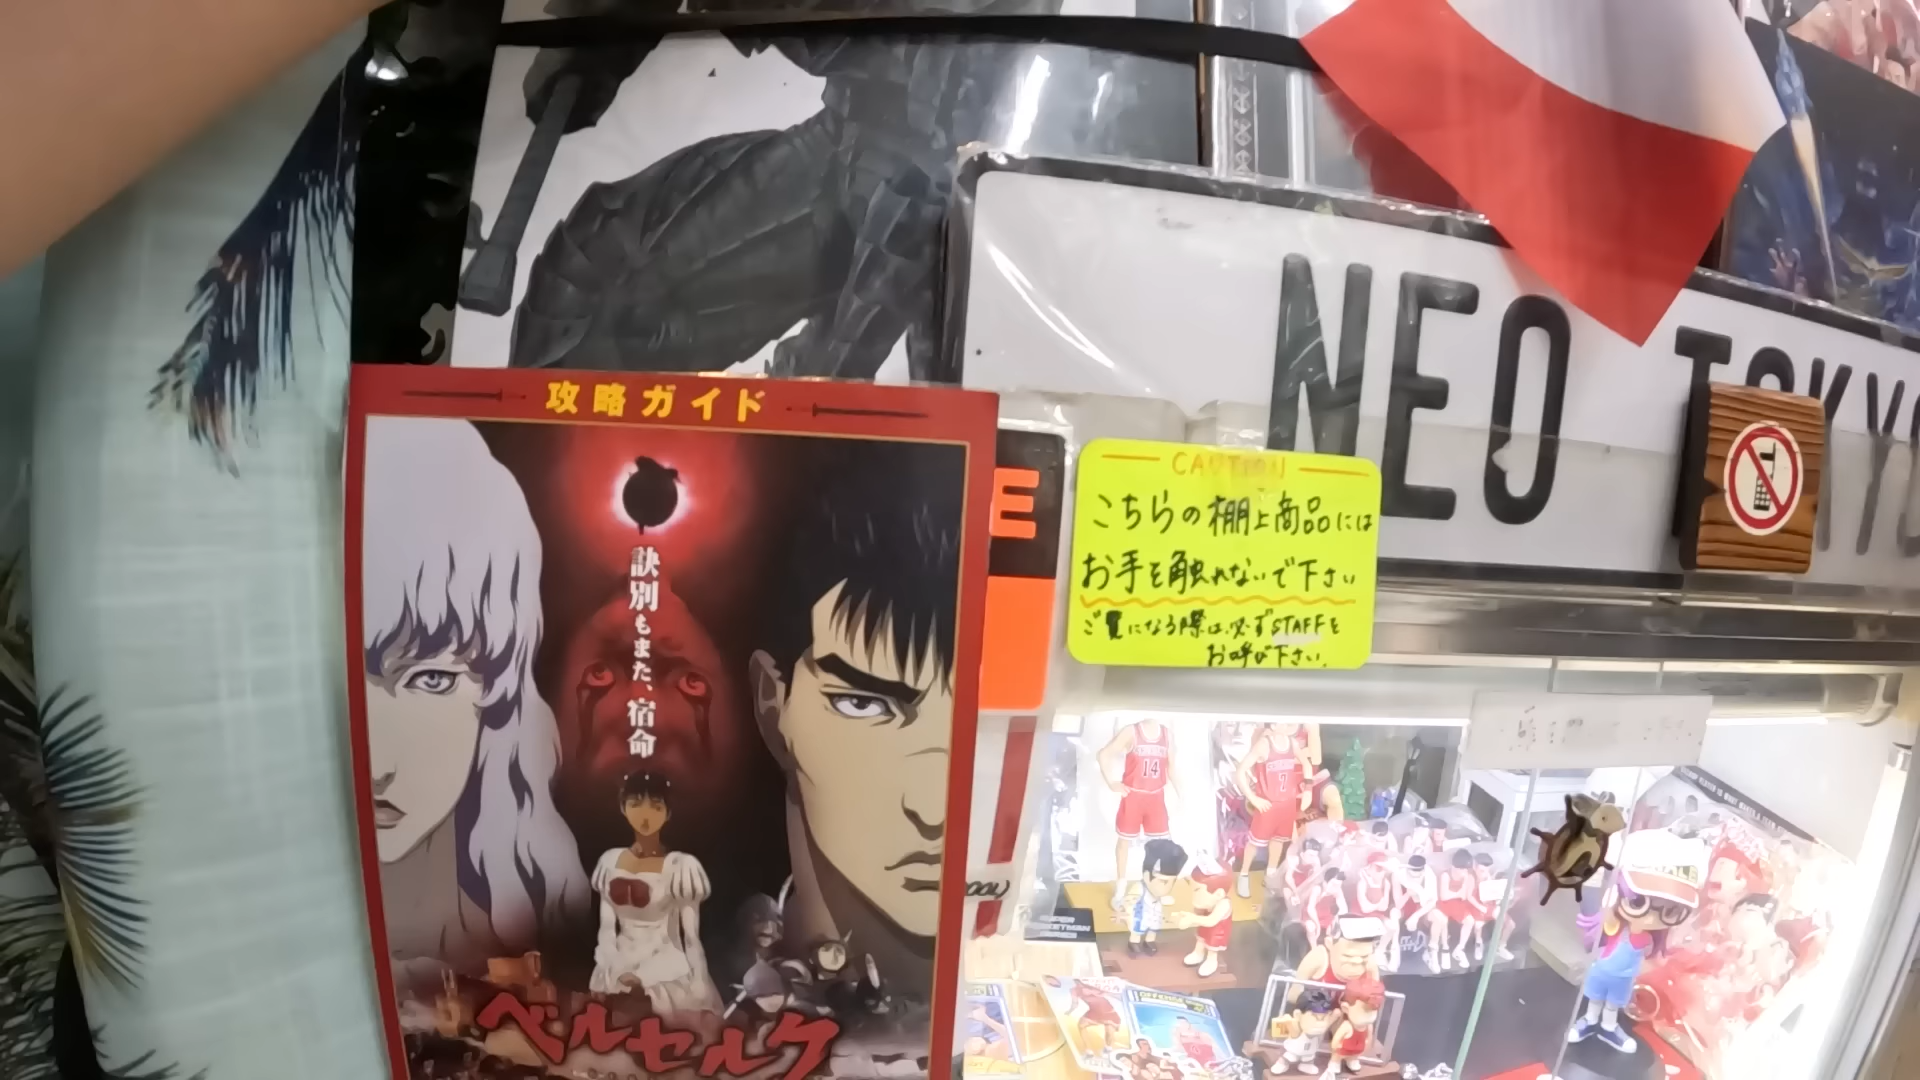 攻略ガイド
訣別もまた、宿命
ベルセルク
NEO TOKYO
E
CAUTION
こちらの棚上商品には
お手を触れないで下さい
ご覧になる際は、必ずSTAFFを
お呼び下さい。
14
7